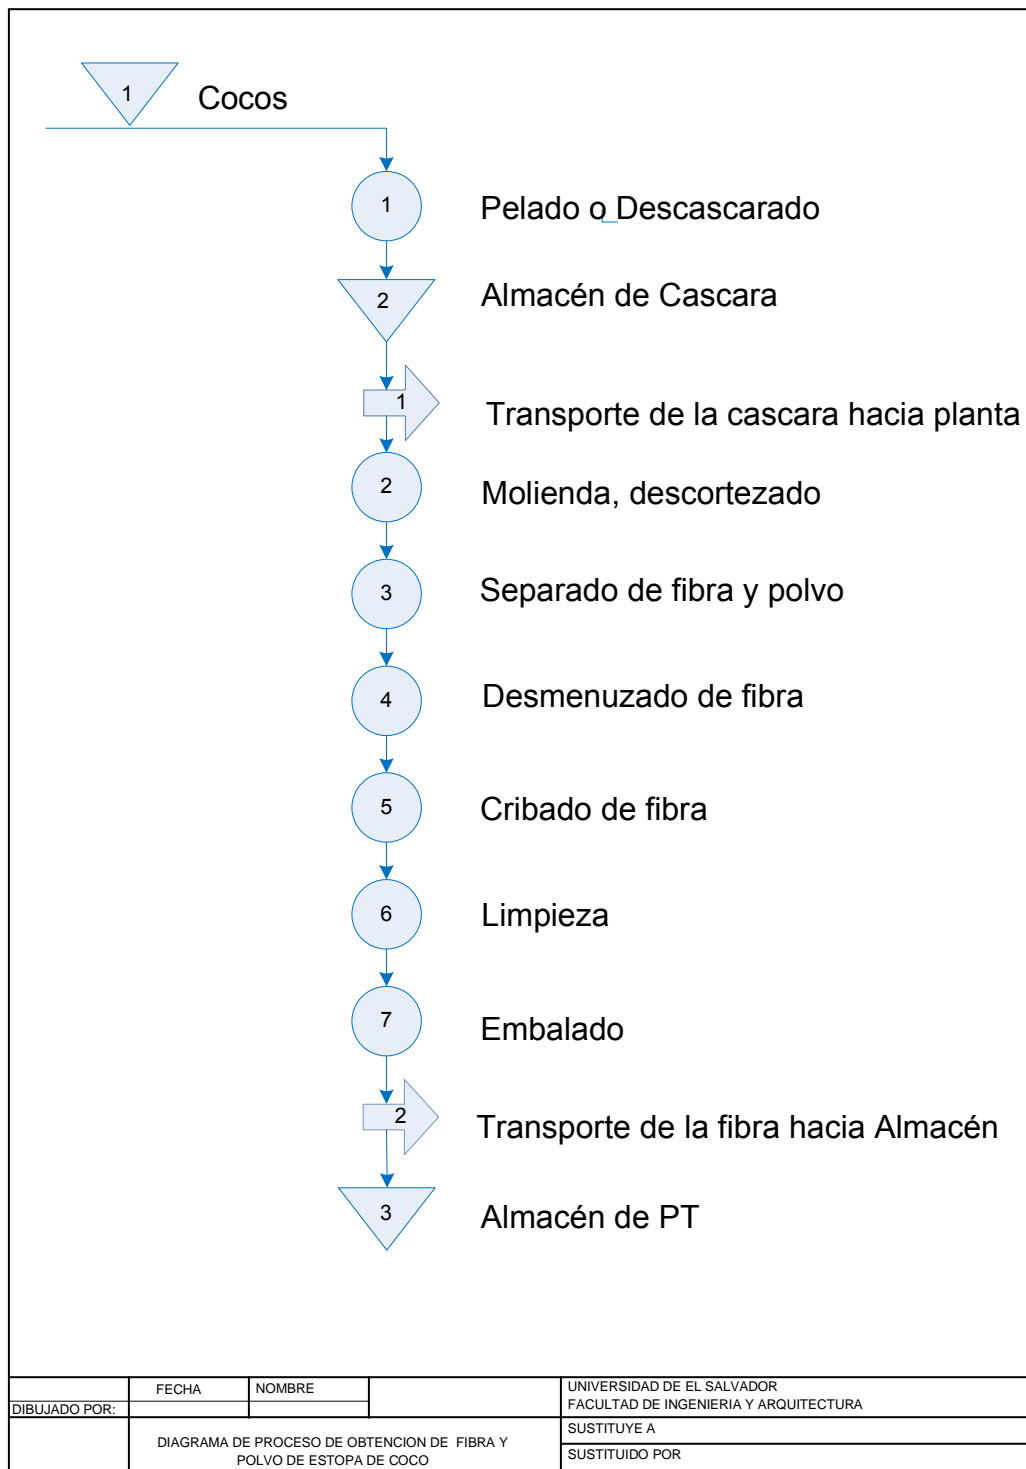 1
Cocos
1
Pelado o Descascarado
2
Almacén de Cascara
1
Transporte de la cascara hacia planta
2
Molienda, descortezado
3
Separado de fibra y polvo
4
Desmenuzado de fibra
5
Cribado de fibra
6
Limpieza
7
Embalado
2
Transporte de la fibra hacia Almacén
3
Almacén de PT
FECHA
NOMBRE
DIBUJADO POR:
UNIVERSIDAD DE EL SALVADOR
FACULTAD DE INGENIERIA Y ARQUITECTURA
DIAGRAMA DE PROCESO DE OBTENCION DE FIBRA Y
POLVO DE ESTOPA DE COCO
SUSTITUYE A
SUSTITUIDO POR